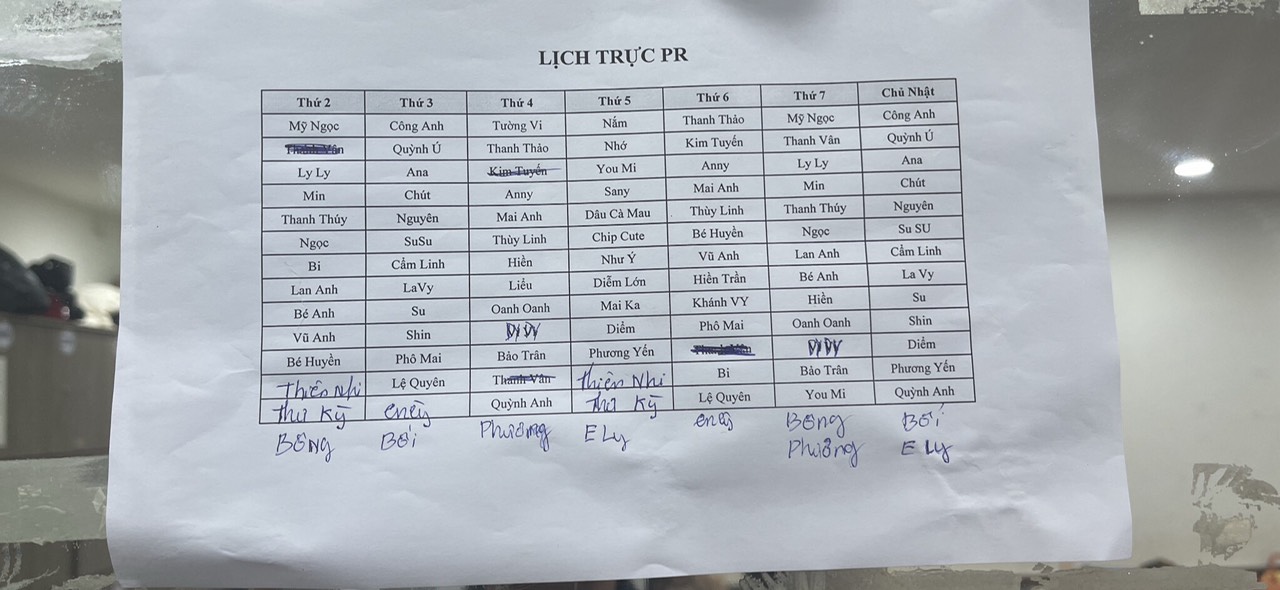 LỊCH TRỰC PR
Thứ 2 Thứ 3 Thứ 4 Thứ 5 Thứ 6 Thứ 7 Chủ Nhật
Mỹ Ngọc Công Anh Tường Vi Nấm Thanh Thảo Mỹ Ngọc Công Anh
Thanh Vân Quỳnh Ú Thanh Thảo Nhớ Kim Tuyến Thanh Vân Quỳnh Ú
Ly Ly Ana Kim Tuyến You Mi Anny Ly Ly Ana
Min Chút Anny Sany Mai Anh Min Chút
Thanh Thúy Nguyên Mai Anh Dâu Cà Mau Thùy Linh Thanh Thúy Nguyên
Ngọc SuSu Thùy Linh Chip Cute Bé Huyền Ngọc Su SU
Bi Cẩm Linh Hiền Như Ý Vũ Anh Lan Anh Cẩm Linh
Lan Anh LaVy Liễu Diễm Lớn Hiền Trần Bé Anh La Vy
Bé Anh Su Oanh Oanh Mai Ka Khánh VY Hiền Su
Vũ Anh Shin Diễm Phô Mai Oanh Oanh Shin
Bé Huyền Phô Mai Bảo Trân Phương Yến Diễm
Thiên Nhi Lệ Quyên Thanh Vân Thiên Nhi Bi Bảo Trân Phương Yến
Thư Kỳ Quỳnh Anh Thư Kỳ Lệ Quyên You Mi Quỳnh Anh
Bông Bối Phương E Ly Bông Bối
Phương E Ly